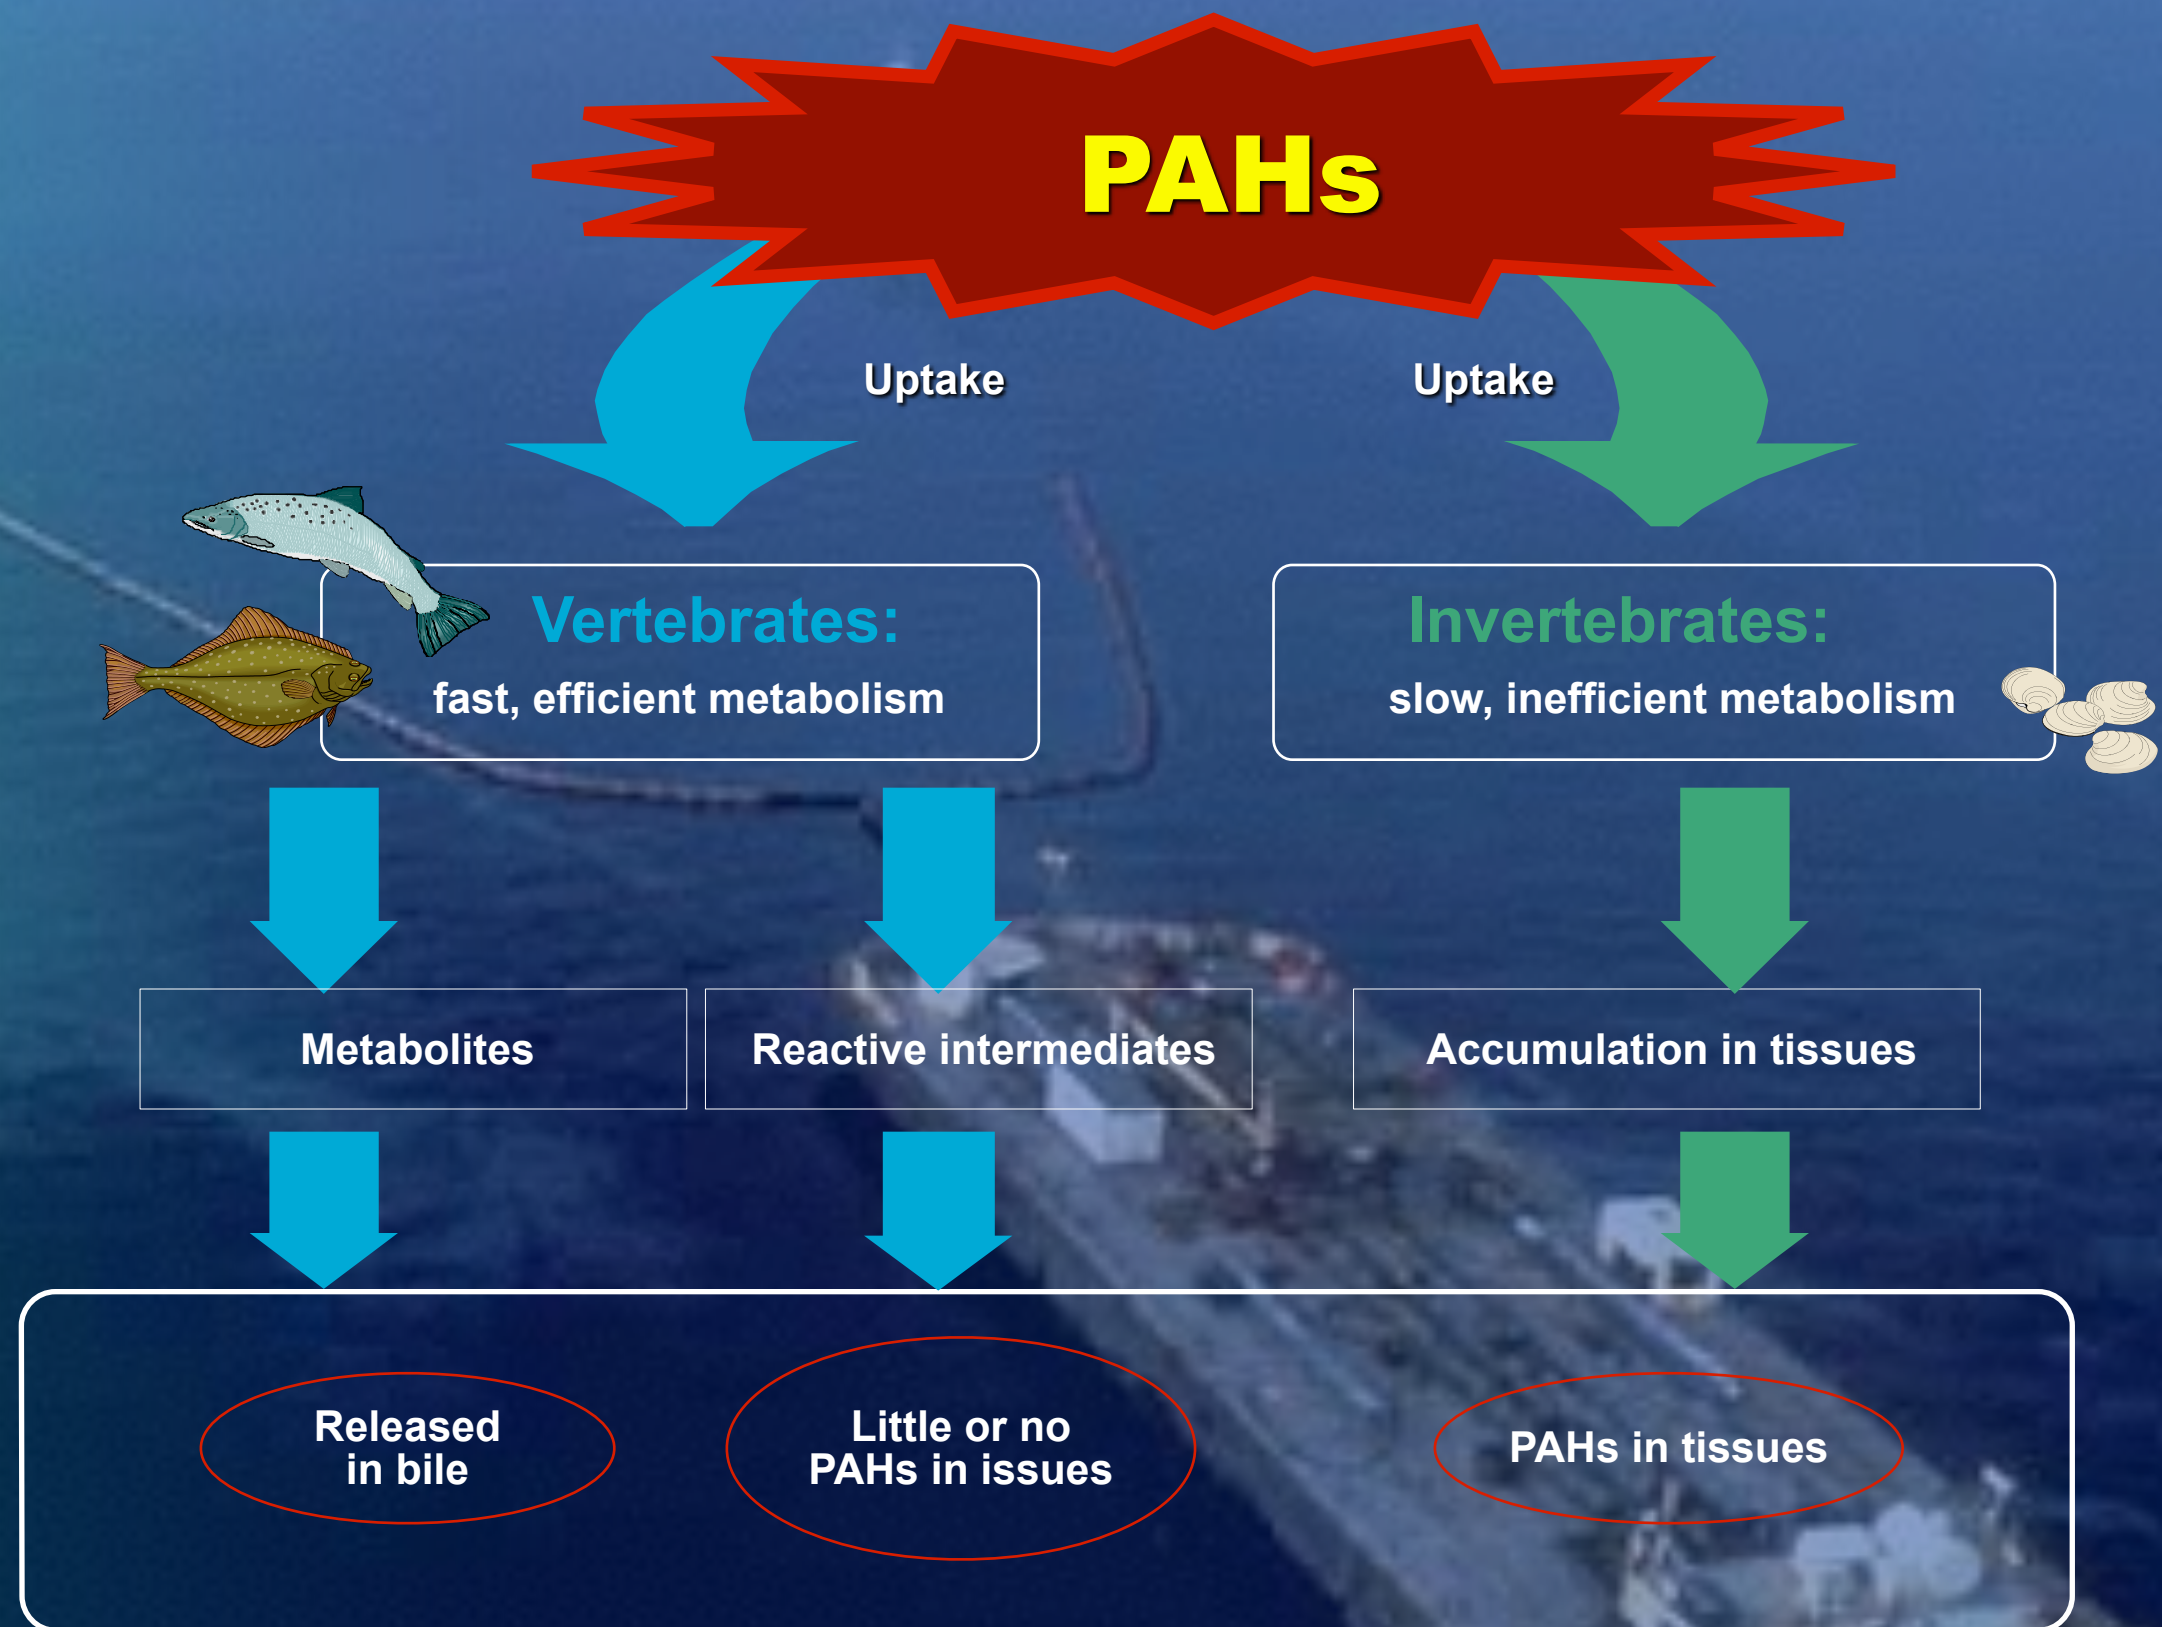 PAHs
Uptake
Uptake
Vertebrates:
fast, efficient metabolism
Invertebrates:
slow, inefficient metabolism
Metabolites
Reactive intermediates
Accumulation in tissues
Released
in bile
Little or no
PAHs in issues
PAHs in tissues